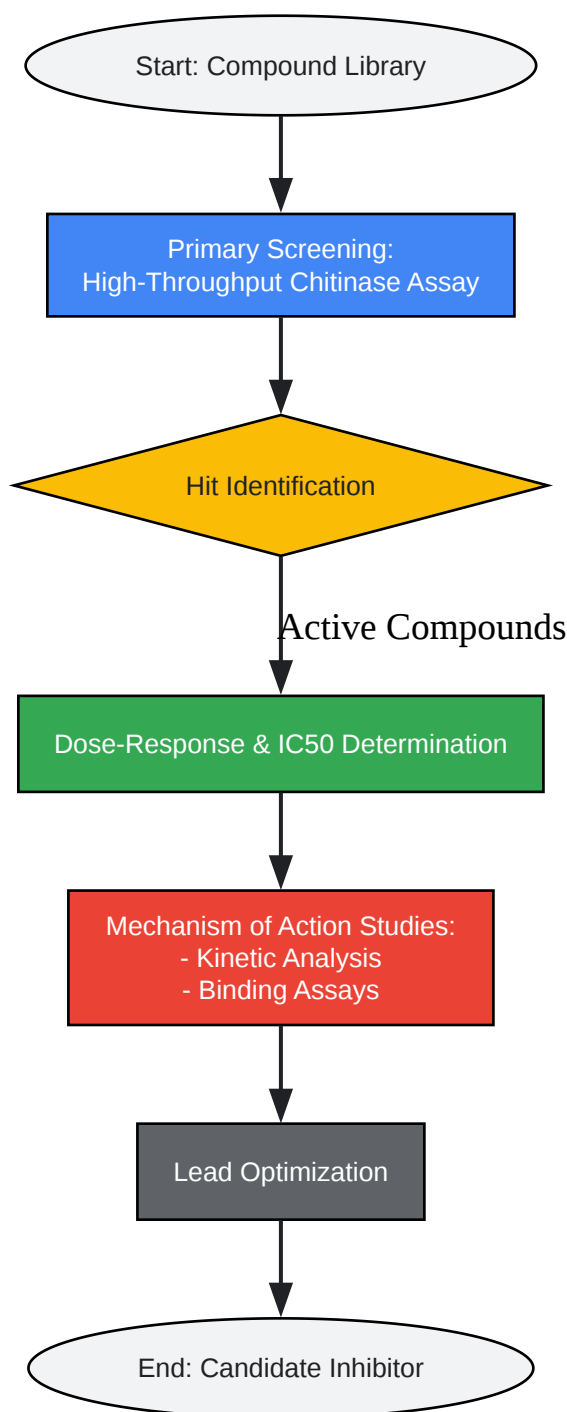 Start: Compound Library
Primary Screening:
High-Throughput Chitinase Assay
Hit Identification
Active Compounds
Dose-Response & IC50 Determination
Mechanism of Action Studies:
- Kinetic Analysis
- Binding Assays
Lead Optimization
End: Candidate Inhibitor